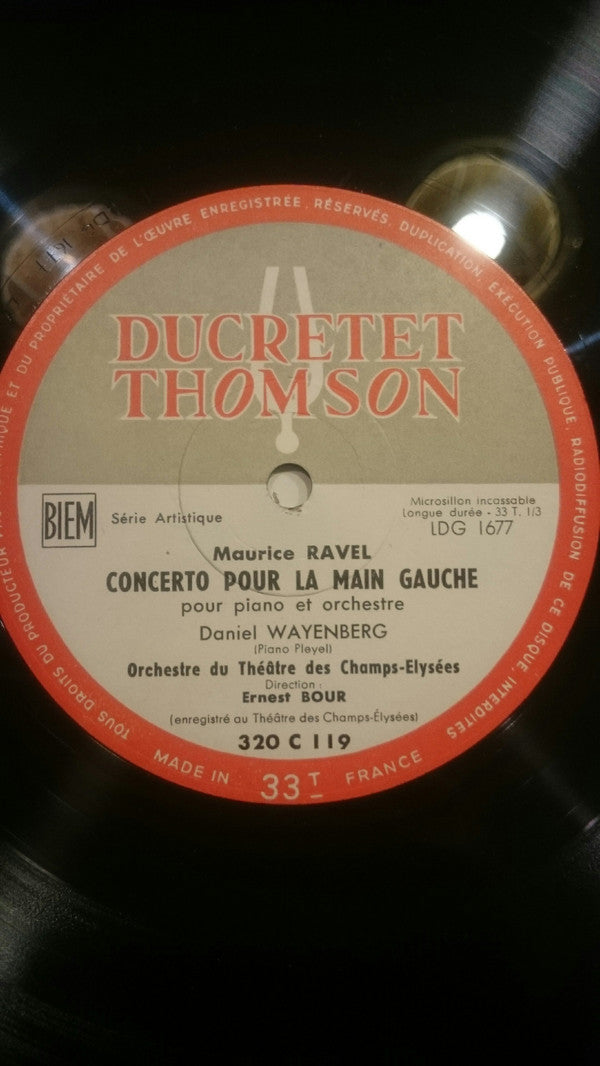 TOUS DROITS DU PRODUCTEUR ET DU PROPRIÉTAIRE DE L'ŒUVRE ENREGISTRÉE, RÉSERVÉS. DUPLICATION, EXÉCUTION PUBLIQUE, RADIODIFFUSION DE CE DISQUE, INTERDITES
DUCRETET
THOMSON
BIEM
Série Artistique
Microsillon incassable
Longue durée - 33 T. 1/3
LDG 1677
Maurice RAVEL
CONCERTO POUR LA MAIN GAUCHE
pour piano et orchestre
Daniel WAYENBERG
(Piano Pleyel)
Orchestre du Théâtre des Champs-Elysées
Direction :
Ernest BOUR
(enregistré au Théâtre des Champs-Élysées)
320 C 119
MADE IN 33 T FRANCE